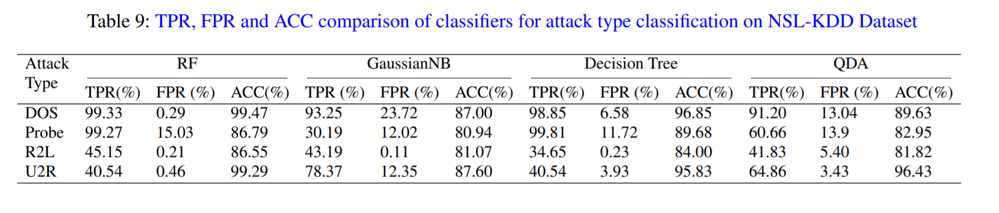 Table 9: TPR, FPR and ACC comparison of classifiers for attack type classification on NSL-KDD Dataset
Attack Type RF GaussianNB Decision Tree QDA
TPR(%) FPR (%) ACC(%) TPR (%) FPR (%) ACC(%) TPR(%) FPR (%) ACC(%) TPR(%) FPR (%) ACC(%)
DOS 99.33 0.29 99.47 93.25 23.72 87.00 98.85 6.58 96.85 91.20 13.04 89.63
Probe 99.27 15.03 86.79 30.19 12.02 80.94 99.81 11.72 89.68 60.66 13.9 82.95
R2L 45.15 0.21 86.55 43.19 0.11 81.07 34.65 0.23 84.00 41.83 5.40 81.82
U2R 40.54 0.46 99.29 78.37 12.35 87.60 40.54 3.93 95.83 64.86 3.43 96.43